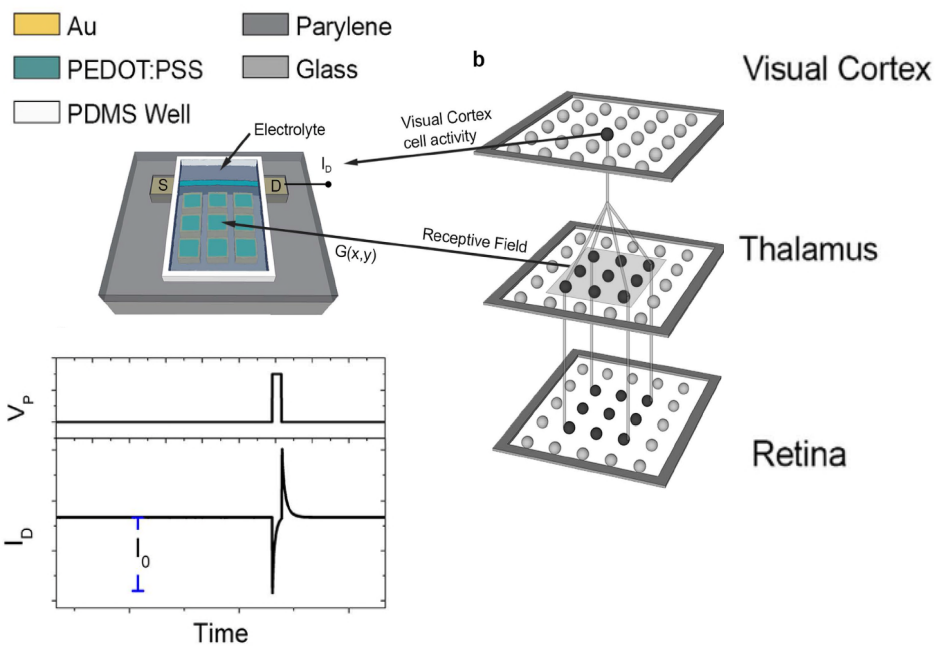 Au
Parylene
PEDOT:PSS
Glass
PDMS Well
b
Visual Cortex
Electrolyte
Visual Cortex
cell activity
I_D
S
D
Receptive Field
G(x,y)
Thalamus
Retina
V_P
I_D
I_0
Time